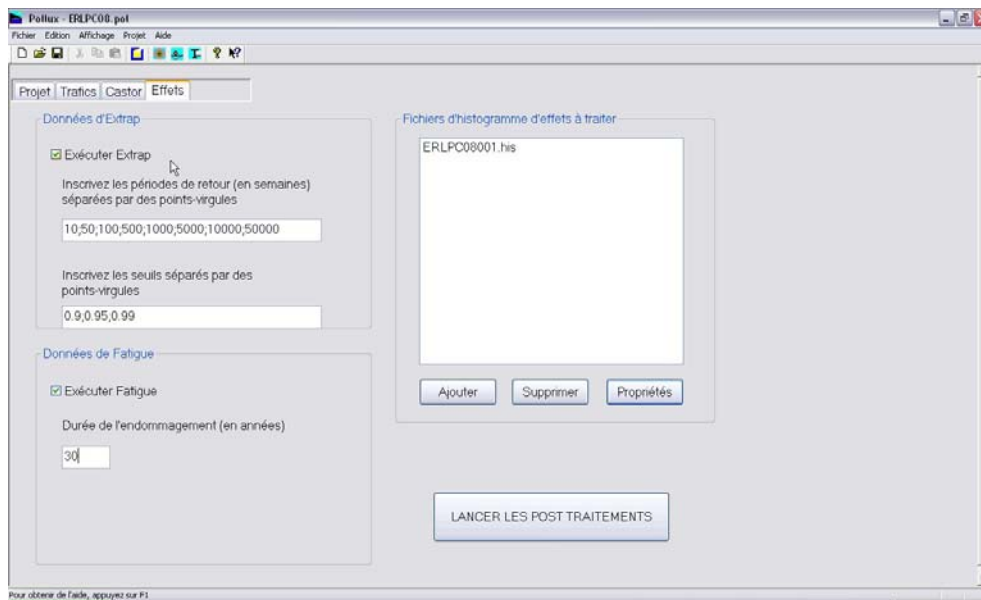 Pollux - ERLPC08.pol
Fichier Edition Affichage Projet Aide
Projet Trafics Castor Effets
Données d'Extrap
Exécuter Extrap
Inscrivez les périodes de retour (en semaines)
séparées par des points-virgules
10;50;100;500;1000;5000;10000;50000
Inscrivez les seuils séparés par des
points-virgules
0.9;0.95;0.99
Données de Fatigue
Exécuter Fatigue
Durée de l'endommagement (en années)
30
Fichiers d'histogramme d'effets à traiter
ERLPC08001.his
Ajouter Supprimer Propriétés
LANCER LES POST TRAITEMENTS
Pour obtenir de l'aide, appuyez sur F1